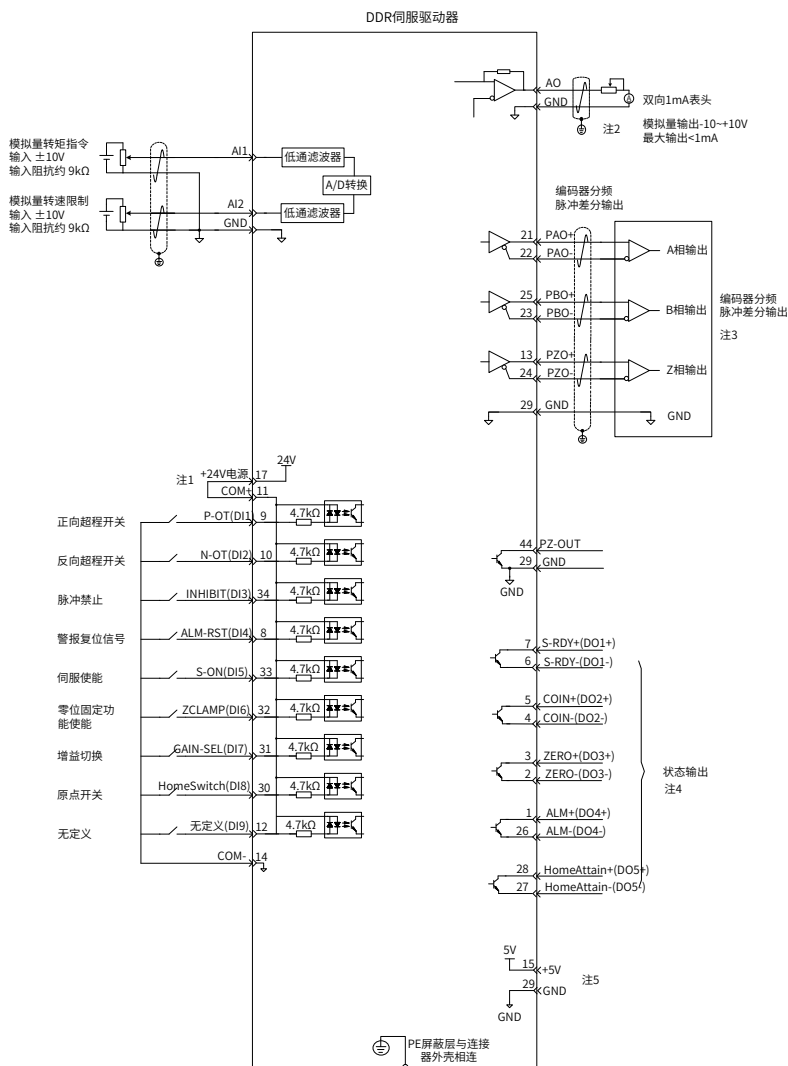 DDR伺服驱动器
模拟量转矩指令
输入 ±10V
输入阻抗约 9kΩ
AI1
低通滤波器
A/D转换
模拟量转速限制
输入 ±10V
输入阻抗约 9kΩ
AI2
GND
低通滤波器
AO
GND
双向1mA表头
注2
模拟量输出-10~+10V
最大输出<1mA
编码器分频
脉冲差分输出
21 PAO+
22 PAO-
A相输出
25 PBO+
23 PBO-
B相输出
编码器分频
脉冲差分输出
注3
13 PZO+
24 PZO-
Z相输出
29 GND
GND
注1
+24V电源 17
24V
COM+ 11
正向超程开关
P-OT(DI1) 9
4.7kΩ
反向超程开关
N-OT(DI2) 10
4.7kΩ
脉冲禁止
INHIBIT(DI3) 34
4.7kΩ
警报复位信号
ALM-RST(DI4) 8
4.7kΩ
伺服使能
S-ON(DI5) 33
4.7kΩ
零位固定功
能使能
ZCLAMP(DI6) 32
4.7kΩ
增益切换
GAIN-SEL(DI7) 31
4.7kΩ
原点开关
HomeSwitch(DI8) 30
4.7kΩ
无定义
无定义(DI9) 12
4.7kΩ
COM- 14
44 PZ-OUT
29 GND
GND
7 S-RDY+(DO1+)
6 S-RDY-(DO1-)
5 COIN+(DO2+)
4 COIN-(DO2-)
3 ZERO+(DO3+)
2 ZERO-(DO3-)
状态输出
注4
1 ALM+(DO4+)
26 ALM-(DO4-)
28 HomeAttain+(DO5+)
27 HomeAttain-(DO5-)
5V
15 +5V
29 GND
注5
GND
PE屏蔽层与连接
器外壳相连